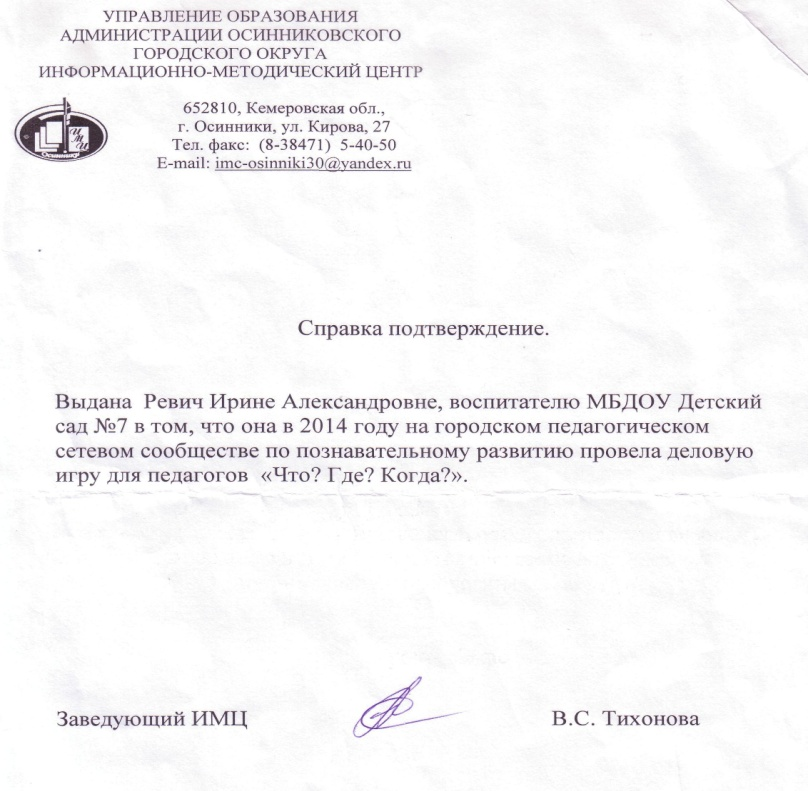 УПРАВЛЕНИЕ ОБРАЗОВАНИЯ
АДМИНИСТРАЦИИ ОСИННИКОВСКОГО
ГОРОДСКОГО ОКРУГА
ИНФОРМАЦИОННО-МЕТОДИЧЕСКИЙ ЦЕНТР
ИМЦ
Осинники
652810, Кемеровская обл.,
г. Осинники, ул. Кирова, 27
Тел. факс: (8-38471) 5-40-50
E-mail: imc-osinniki30@yandex.ru
Справка подтверждение.
Выдана Ревич Ирине Александровне, воспитателю МБДОУ Детский
сад №7 в том, что она в 2014 году на городском педагогическом
сетевом сообществе по познавательному развитию провела деловую
игру для педагогов «Что? Где? Когда?».
Заведующий ИМЦ В.С. Тихонова